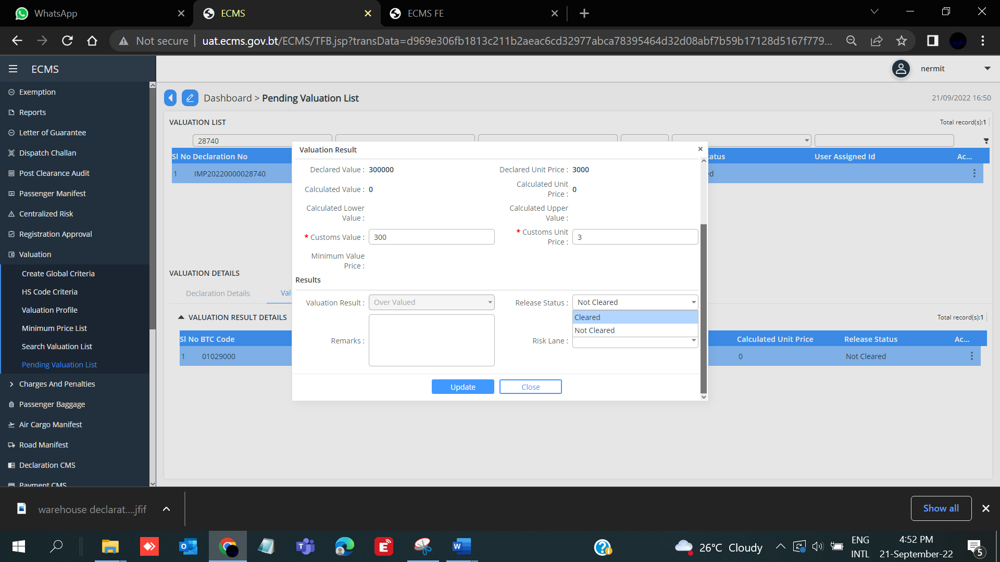 WhatsApp
ECMS
ECMS FE
Not secure
uat.ecms.gov.bt/ECMS/TFB.jsp?transData=d969e306fb1813c211b2aeac6cd32977abca78395464d32d08abf7b59b17128d5167f779...
ECMS
nermit
Exemption
Reports
Letter of Guarantee
Dispatch Challan
Post Clearance Audit
Passenger Manifest
Centralized Risk
Registration Approval
Valuation
Create Global Criteria
HS Code Criteria
Valuation Profile
Minimum Price List
Search Valuation List
Pending Valuation List
Charges And Penalties
Passenger Baggage
Air Cargo Manifest
Road Manifest
Declaration CMS
Payment CMS
Dashboard > Pending Valuation List
21/09/2022 16:50
VALUATION LIST
Total record(s):1
28740
Sl No Declaration No
tatus
User Assigned Id
Ac...
1 IMP20220000028740
ed
Valuation Result
×
Declared Value : 300000
Declared Unit Price : 3000
Calculated Value : 0
Calculated Unit Price : 0
Calculated Lower Value :
Calculated Upper Value :
* Customs Value : 300
* Customs Unit Price : 3
Minimum Value Price :
Results
Valuation Result : Over Valued
Release Status : Not Cleared
Cleared
Not Cleared
Remarks :
Risk Lane :
Update
Close
VALUATION DETAILS
Declaration Details
Val
VALUATION RESULT DETAILS
Total record(s):1
Sl No BTC Code
Calculated Unit Price
Release Status
Ac...
1 01029000
0
Not Cleared
warehouse declarat....jfif
Show all
26°C Cloudy
ENG
INTL
4:52 PM
21-September-22
5